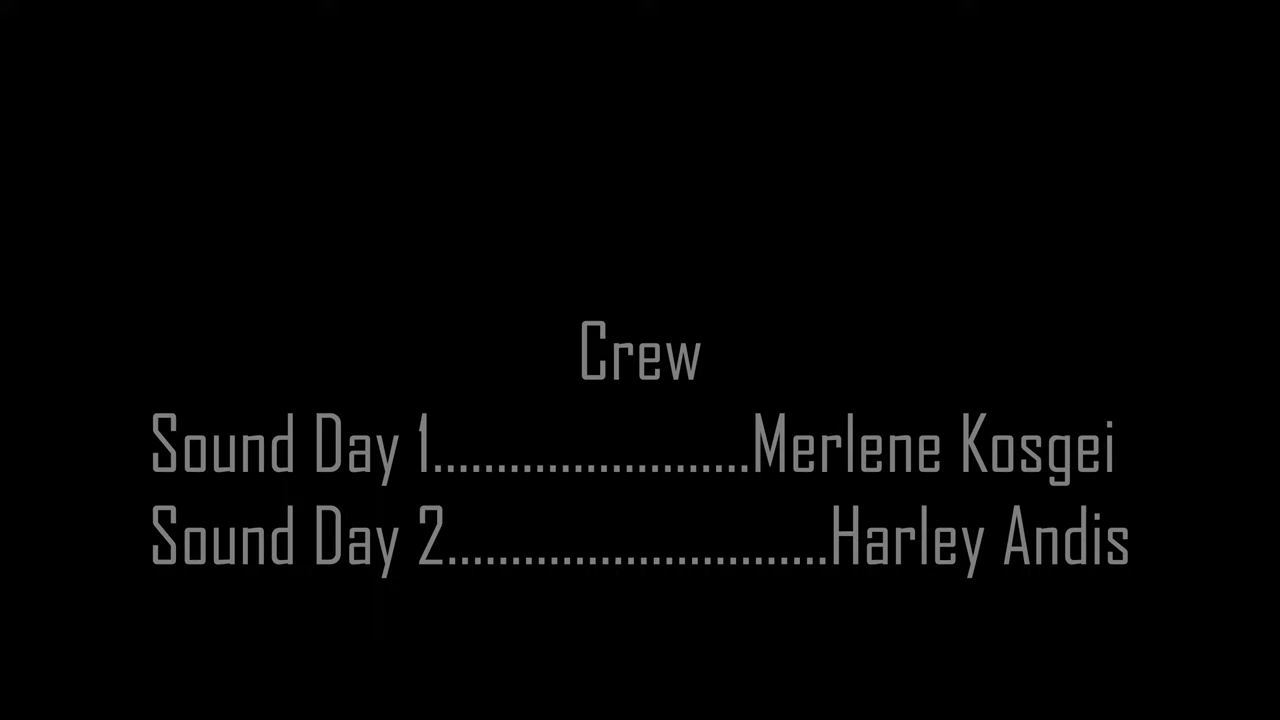 Crew
Sound Day 1.........................Merlene Kosgei
Sound Day 2..............................Harley Andis